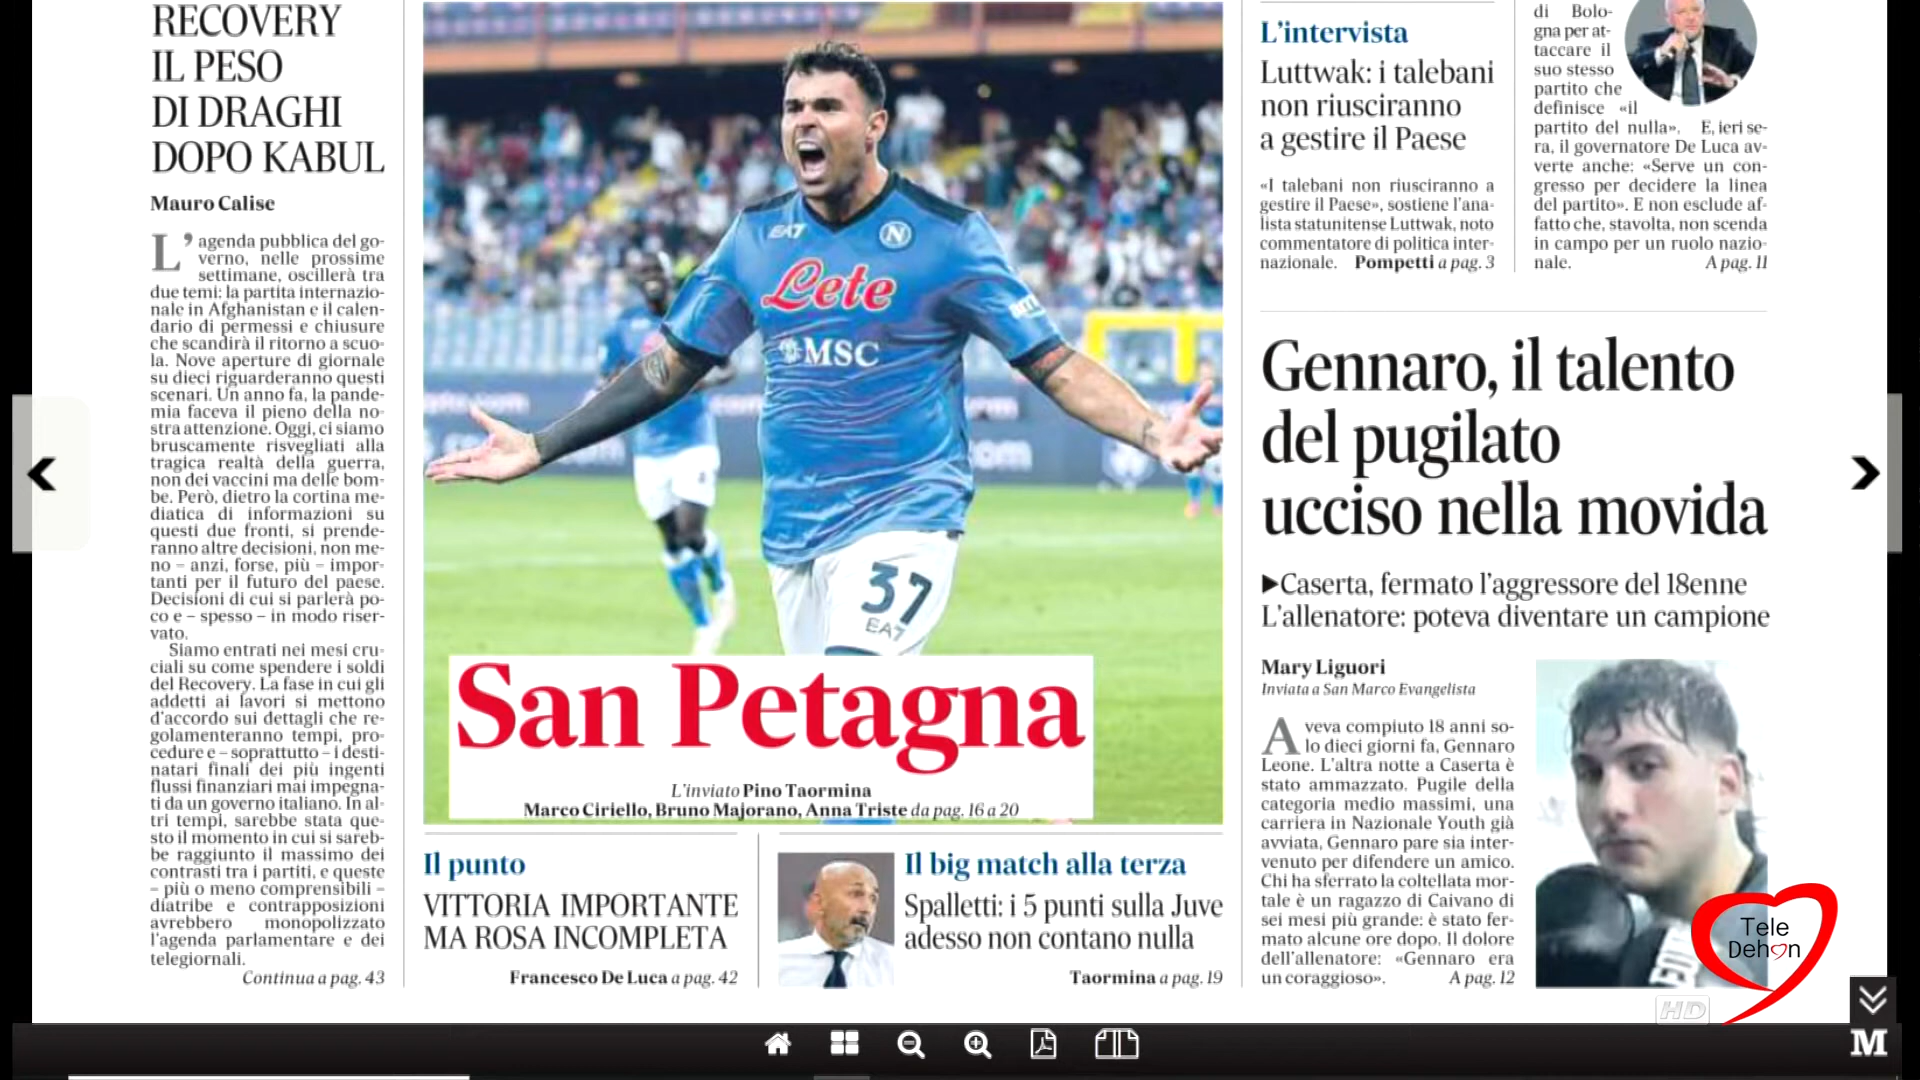 RECOVERY
IL PESO
DI DRAGHI
DOPO KABUL
Mauro Calise
L'agenda pubblica del go-
verno, nelle prossime
settimane, oscillerà tra
due temi: la partita internazio-
nale in Afghanistan e il calen-
dario di permessi e chiusure
che scandirà il ritorno a scuo-
la. Nove aperture di giornale
su dieci riguarderanno questi
scenari. Un anno fa, la pande-
mia faceva il pieno della no-
stra attenzione. Oggi, ci siamo
bruscamente risvegliati alla
tragica realtà della guerra,
non dei vaccini ma delle bom-
be. Però, dietro la cortina me-
diatica di informazioni su
questi due fronti, si prende-
ranno altre decisioni, non me-
no – anzi, forse, più – impor-
tanti per il futuro del paese.
Decisioni di cui si parlerà po-
co e – spesso – in modo riser-
vato.
Siamo entrati nei mesi cru-
ciali su come spendere i soldi
del Recovery. La fase in cui gli
addetti ai lavori si mettono
d'accordo sui dettagli che re-
golamenteranno tempi, pro-
cedure e – soprattutto – i desti-
natari finali dei più ingenti
flussi finanziari mai impegna-
ti da un governo italiano. In al-
tri tempi, sarebbe stata que-
sto il momento in cui si sareb-
be raggiunto il massimo dei
contrasti tra i partiti, e queste
– più o meno comprensibili –
diatribe e contrapposizioni
avrebbero monopolizzato
l'agenda parlamentare e dei
telegiornali.
Continua a pag. 43
EA7
N
Lete
MSC
37
EA7
San Petagna
L'inviato Pino Taormina
Marco Ciriello, Bruno Majorano, Anna Triste da pag. 16 a 20
Il punto
VITTORIA IMPORTANTE
MA ROSA INCOMPLETA
Francesco De Luca a pag. 42
Il big match alla terza
Spalletti: i 5 punti sulla Juve
adesso non contano nulla
Taormina a pag. 19
L'intervista
Luttwak: i talebani
non riusciranno
a gestire il Paese
«I talebani non riusciranno a
gestire il Paese», sostiene l'ana-
lista statunitense Luttwak, noto
commentatore di politica inter-
nazionale. Pompetti a pag. 3
di Bolo-
gna per at-
taccare il
suo stesso
partito che
definisce «il
partito del nulla». E, ieri se-
ra, il governatore De Luca av-
verte anche: «Serve un con-
gresso per decidere la linea
del partito». E non esclude af-
fatto che, stavolta, non scenda
in campo per un ruolo nazio-
nale. A pag. 11
Gennaro, il talento
del pugilato
ucciso nella movida
▶Caserta, fermato l'aggressore del 18enne
L'allenatore: poteva diventare un campione
Mary Liguori
Inviata a San Marco Evangelista
Aveva compiuto 18 anni so-
lo dieci giorni fa, Gennaro
Leone. L'altra notte a Caserta è
stato ammazzato. Pugile della
categoria medio massimi, una
carriera in Nazionale Youth già
avviata, Gennaro pare sia inter-
venuto per difendere un amico.
Chi ha sferrato la coltellata mor-
tale è un ragazzo di Caivano di
sei mesi più grande: è stato fer-
mato alcune ore dopo. Il dolore
dell'allenatore: «Gennaro era
un coraggioso». A pag. 12
Tele
Dehon
HD
M